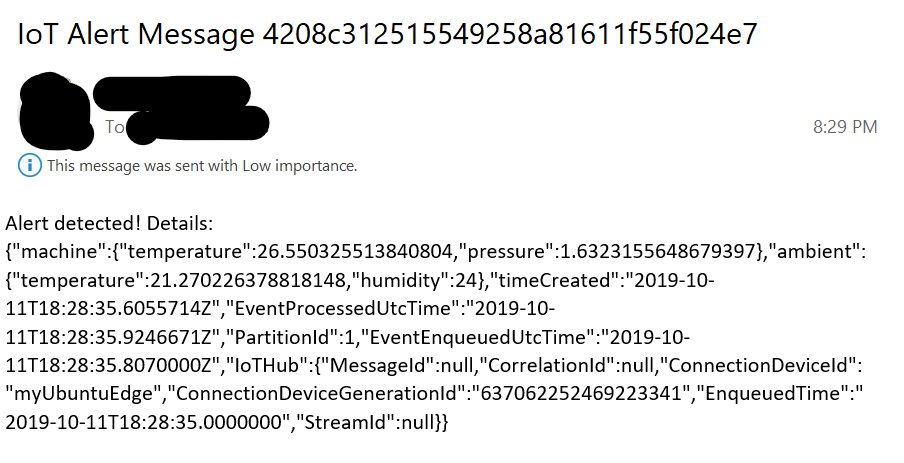 IoT Alert Message 4208c312515549258a81611f55f024e7
To
8:29 PM
This message was sent with Low importance.
Alert detected! Details:
{"machine":{"temperature":26.550325513840804,"pressure":1.6323155648679397},"ambient":
{"temperature":21.270226378818148,"humidity":24},"timeCreated":"2019-10-
11T18:28:35.6055714Z","EventProcessedUtcTime":"2019-10-
11T18:28:35.9246671Z","PartitionId":1,"EventEnqueuedUtcTime":"2019-10-
11T18:28:35.8070000Z","IoTHub":{"MessageId":null,"CorrelationId":null,"ConnectionDeviceId":
"myUbuntuEdge","ConnectionDeviceGenerationId":"637062252469223341","EnqueuedTime":"
2019-10-11T18:28:35.0000000","StreamId":null}}